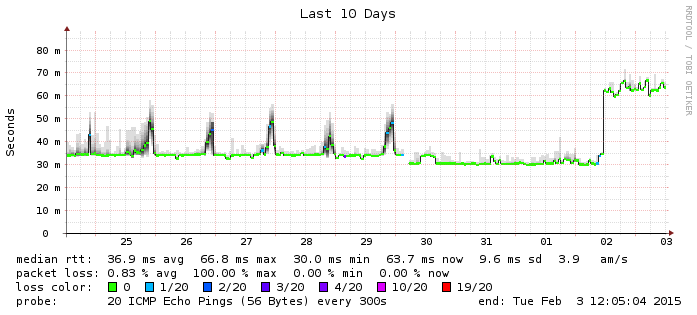 Last 10 Days
RRDTOOL / TOBI OETIKER
Seconds
80 m
70 m
60 m
50 m
40 m
30 m
20 m
10 m
0
25 26 27 28 29 30 31 01 02 03
median rtt: 36.9 ms avg 66.8 ms max 30.0 ms min 63.7 ms now 9.6 ms sd 3.9 am/s
packet loss: 0.83 % avg 100.00 % max 0.00 % min 0.00 % now
loss color: 0 1/20 2/20 3/20 4/20 10/20 19/20
probe: 20 ICMP Echo Pings (56 Bytes) every 300s end: Tue Feb 3 12:05:04 2015